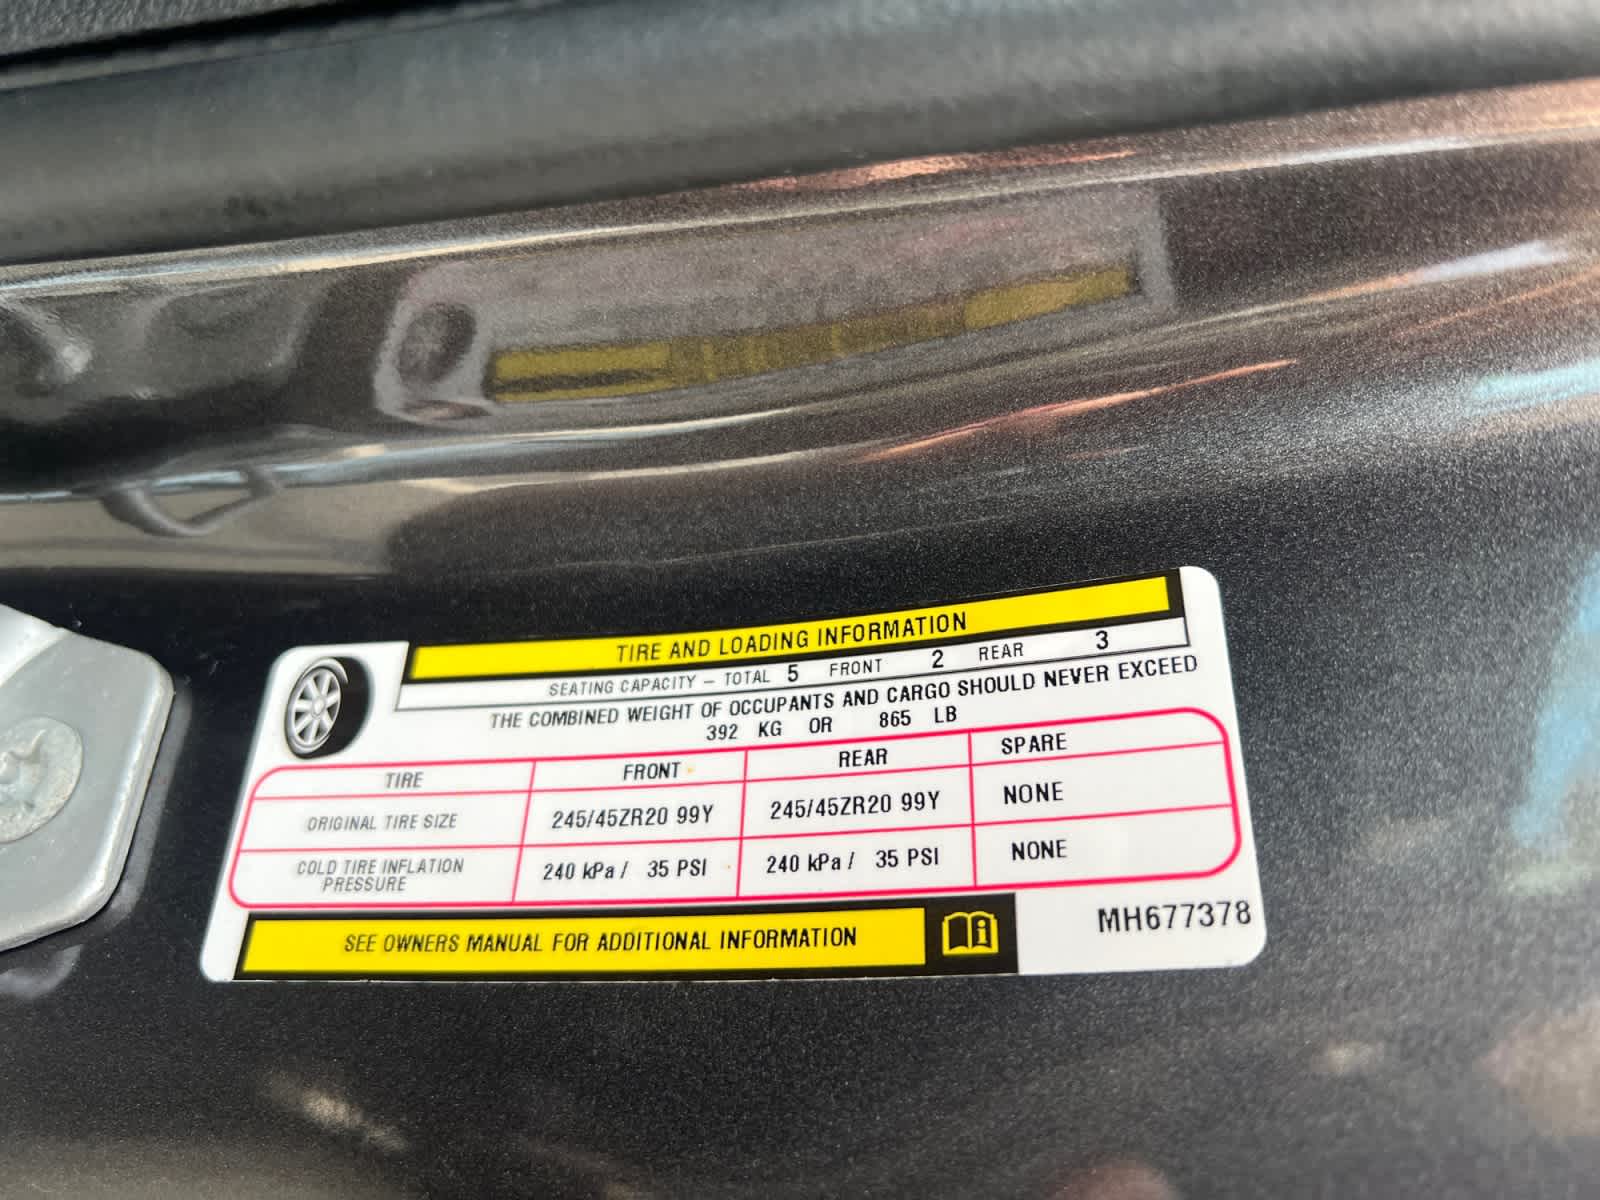 TIRE AND LOADING INFORMATION
SEATING CAPACITY – TOTAL 5 FRONT 2 REAR 3
THE COMBINED WEIGHT OF OCCUPANTS AND CARGO SHOULD NEVER EXCEED
392 KG OR 865 LB
TIRE FRONT REAR SPARE
ORIGINAL TIRE SIZE 245/45ZR20 99Y 245/45ZR20 99Y NONE
COLD TIRE INFLATION
PRESSURE 240 kPa / 35 PSI 240 kPa / 35 PSI NONE
SEE OWNERS MANUAL FOR ADDITIONAL INFORMATION
MH677378